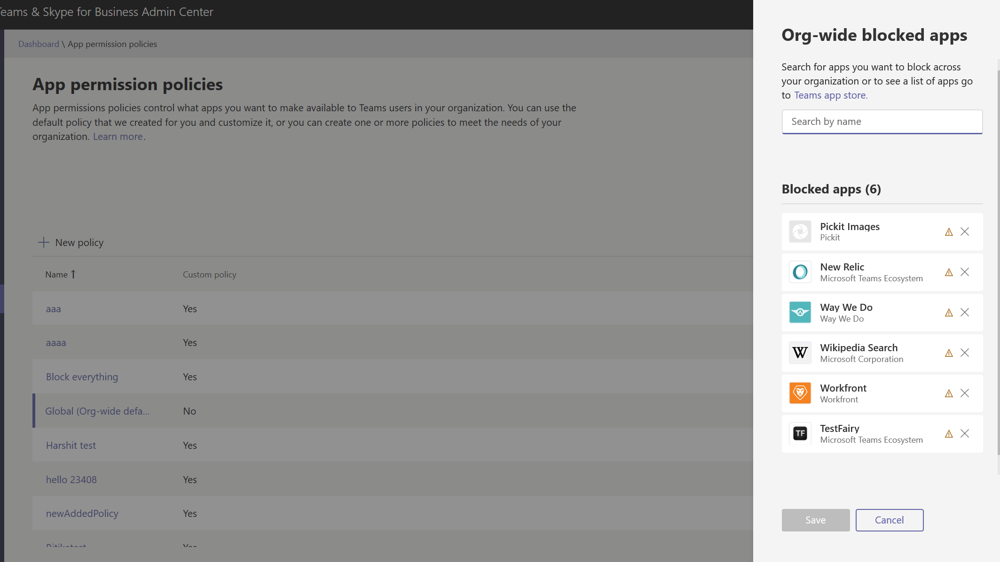 Teams & Skype for Business Admin Center
Dashboard \ App permission policies
App permission policies
App permissions policies control what apps you want to make available to Teams users in your organization. You can use the
default policy that we created for you and customize it, or you can create one or more policies to meet the needs of your
organization. Learn more.
New policy
Name ↑ Custom policy
aaa Yes
aaaa Yes
Block everything Yes
Global (Org-wide defa... No
Harshit test Yes
hello 23408 Yes
newAddedPolicy Yes
Org-wide blocked apps
Search for apps you want to block across
your organization or to see a list of apps go
to Teams app store.
Search by name
Blocked apps (6)
Pickit Images
Pickit
New Relic
Microsoft Teams Ecosystem
Way We Do
Way We Do
W
Wikipedia Search
Microsoft Corporation
Workfront
Workfront
TF
TestFairy
Microsoft Teams Ecosystem
Save Cancel